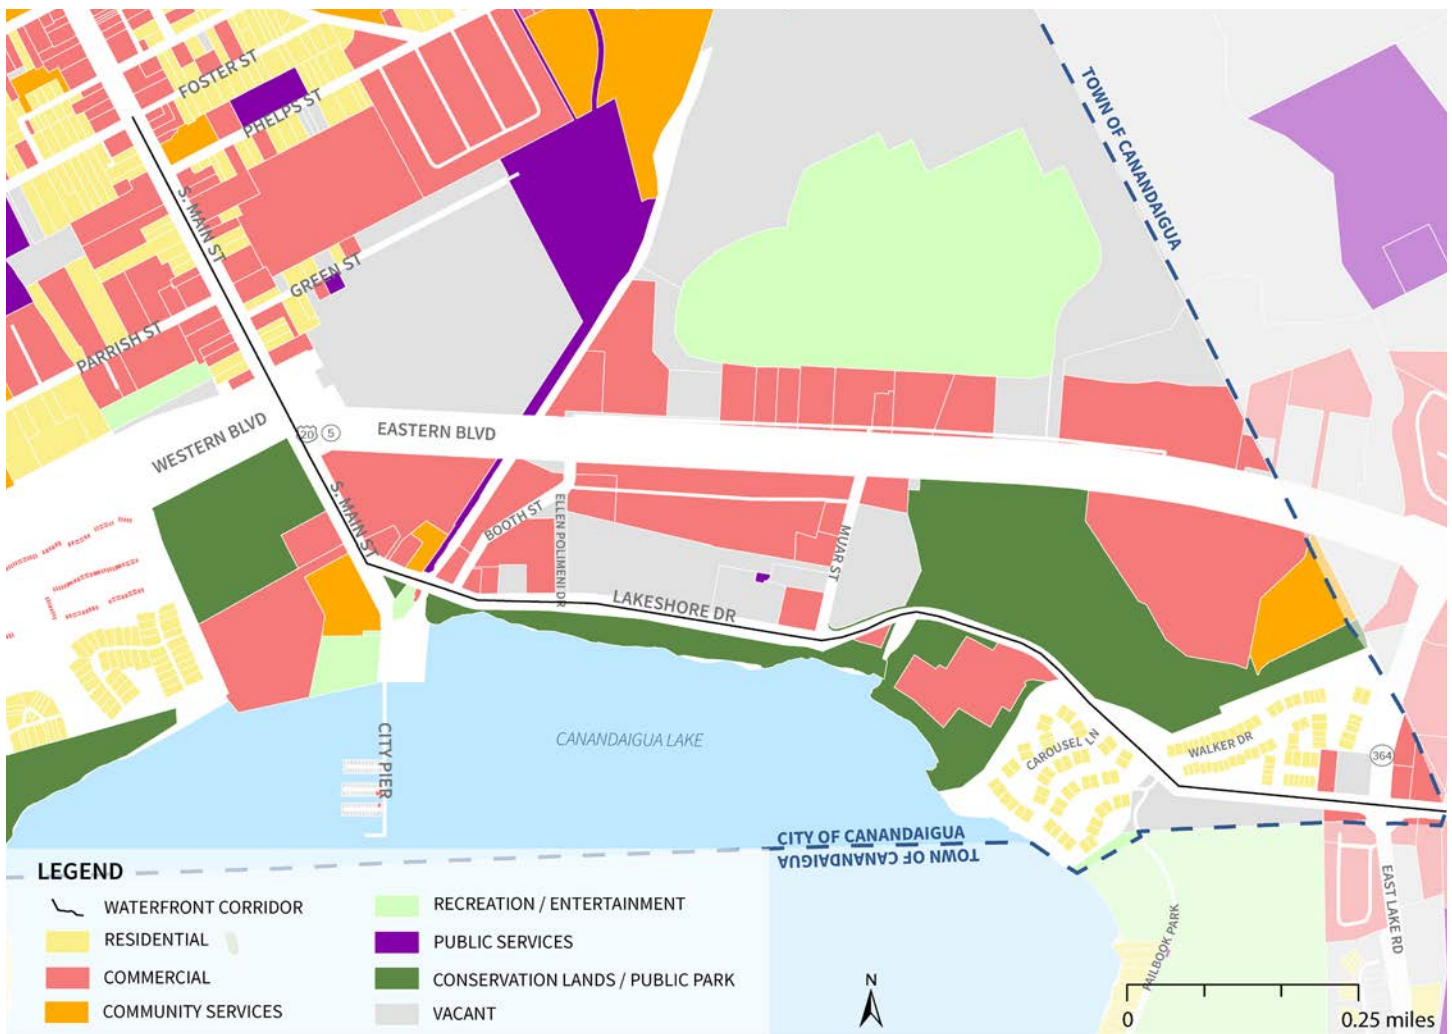 FOSTER ST
PHELPS ST
TOWN OF CANANDAIGUA
S. MAIN ST
GREEN ST
PARRISH ST
WESTERN BLVD
20
5
EASTERN BLVD
S. MAIN ST
BOOTH ST
ELLEN POLIMENI DR
MUAR ST
LAKESHORE DR
CANANDAIGUA LAKE
CITY PIER
CAROUSEL LN
WALKER DR
364
CITY OF CANANDAIGUA
TOWN OF CANANDAIGUA
EAST LAKE RD
PAILBOOK PARK
LEGEND
WATERFRONT CORRIDOR
RESIDENTIAL
COMMERCIAL
COMMUNITY SERVICES
RECREATION / ENTERTAINMENT
PUBLIC SERVICES
CONSERVATION LANDS / PUBLIC PARK
VACANT
N
0
0.25 miles